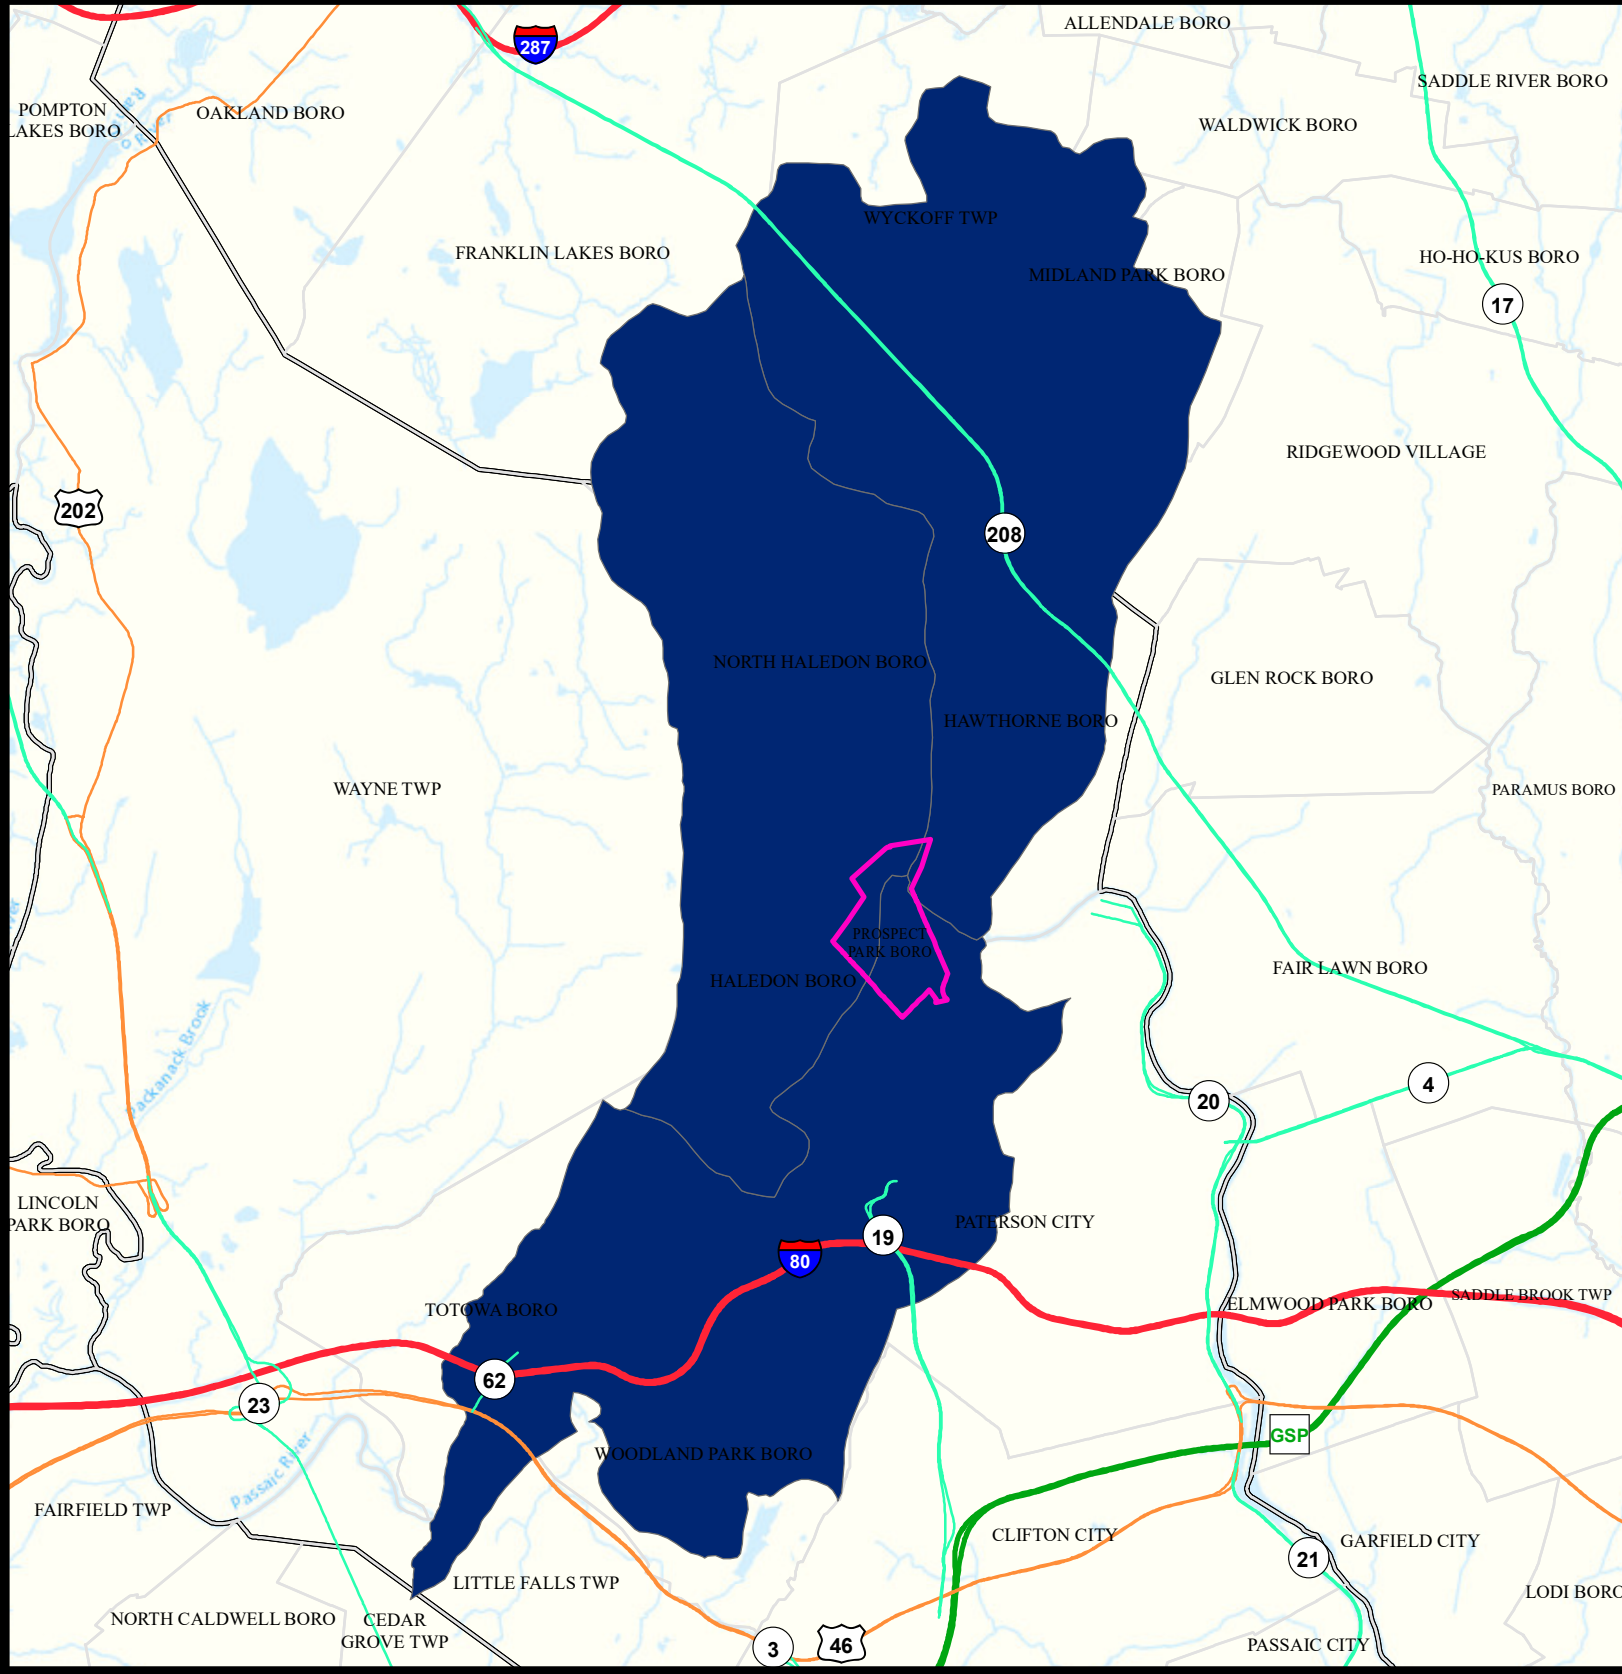 ALLENDALE BORO
287
SADDLE RIVER BORO
POMPTON
LAKES BORO
OAKLAND BORO
WALDWICK BORO
WYCKOFF TWP
FRANKLIN LAKES BORO
HO-HO-KUS BORO
MIDLAND PARK BORO
17
RIDGEWOOD VILLAGE
202
208
NORTH HALEDON BORO
GLEN ROCK BORO
HAWTHORNE BORO
WAYNE TWP
PARAMUS BORO
PROSPECT
PARK BORO
HALEDON BORO
FAIR LAWN BORO
Packanack Brook
4
20
LINCOLN
PARK BORO
PATERSON CITY
19
80
TOTOWA BORO
ELMWOOD PARK BORO
SADDLE BROOK TWP
62
23
GSP
WOODLAND PARK BORO
Passaic River
FAIRFIELD TWP
CLIFTON CITY
GARFIELD CITY
21
LITTLE FALLS TWP
LODI BORO
NORTH CALDWELL BORO
CEDAR
GROVE TWP
3
46
PASSAIC CITY